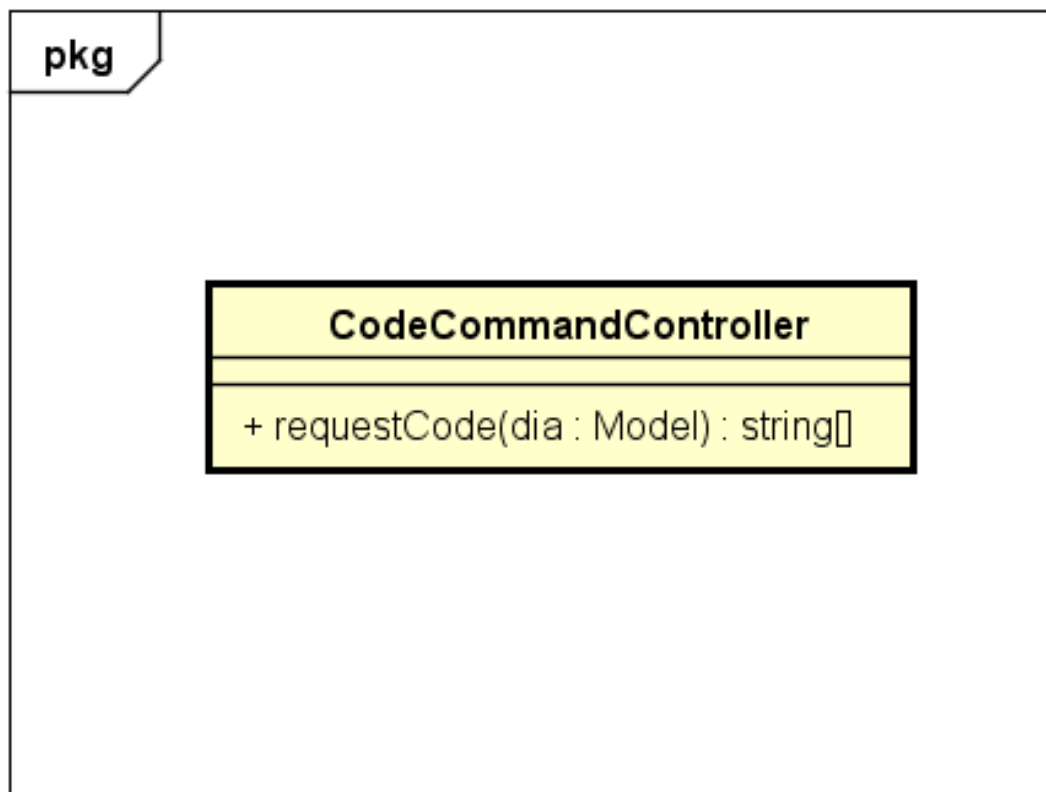 pkg
CodeCommandController
+ requestCode(dia : Model) : string[]